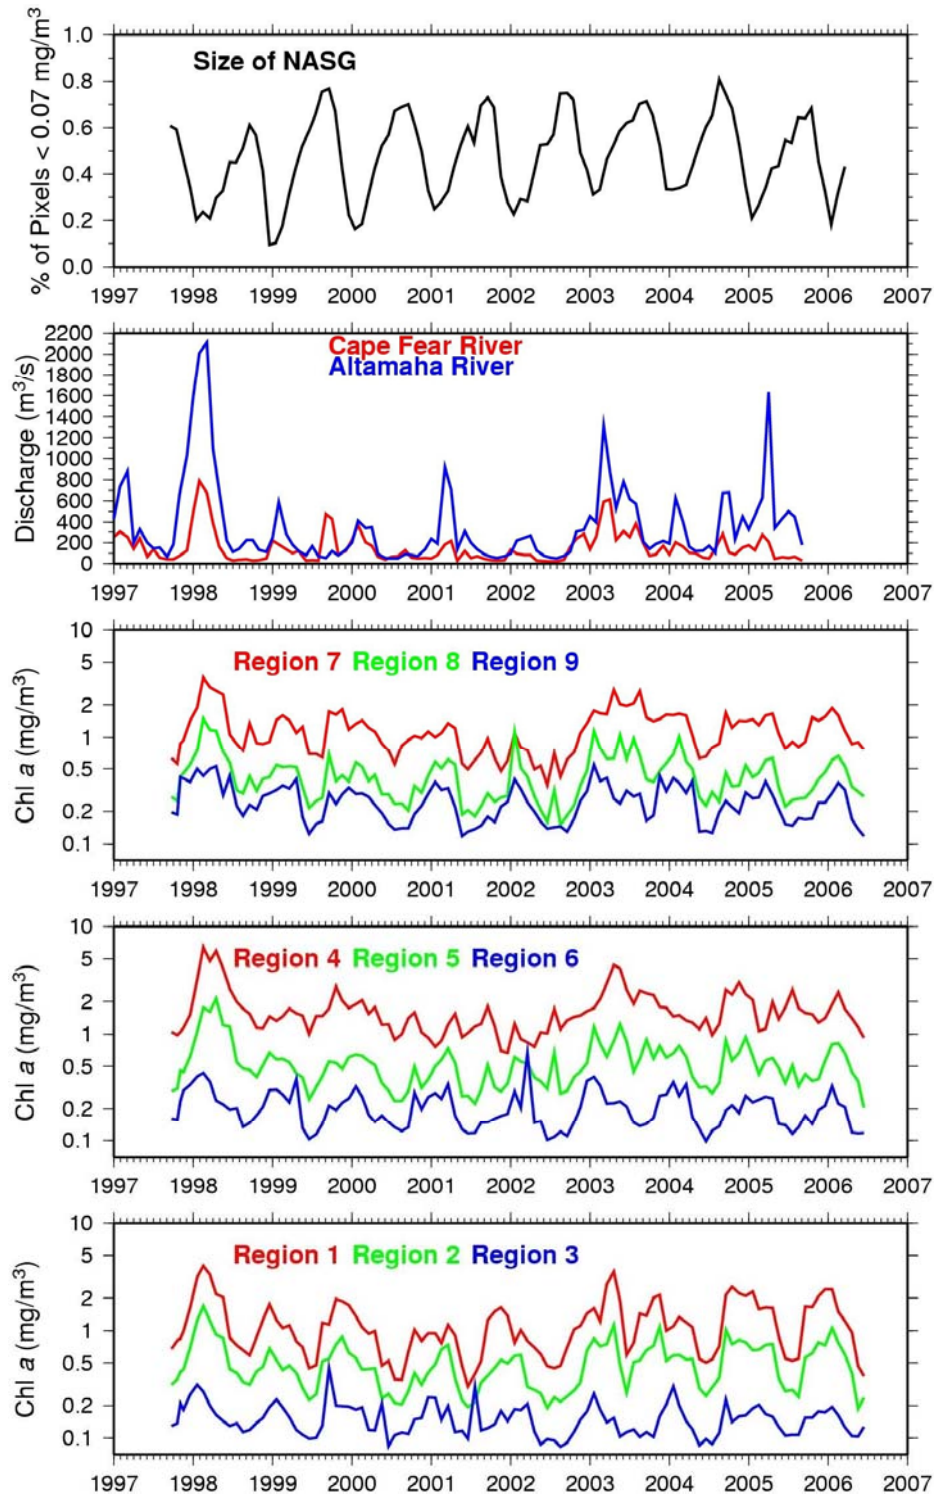 Size of NASG
% of Pixels < 0.07 mg/m³
1.0
0.8
0.6
0.4
0.2
0.0
1997 1998 1999 2000 2001 2002 2003 2004 2005 2006 2007
Cape Fear River
Altamaha River
Discharge (m³/s)
2200
2000
1800
1600
1400
1200
1000
800
600
400
200
0
1997 1998 1999 2000 2001 2002 2003 2004 2005 2006 2007
Region 7 Region 8 Region 9
Chl a (mg/m³)
10
5
2
1
0.5
0.2
0.1
1997 1998 1999 2000 2001 2002 2003 2004 2005 2006 2007
Region 4 Region 5 Region 6
Chl a (mg/m³)
10
5
2
1
0.5
0.2
0.1
1997 1998 1999 2000 2001 2002 2003 2004 2005 2006 2007
Region 1 Region 2 Region 3
Chl a (mg/m³)
10
5
2
1
0.5
0.2
0.1
1997 1998 1999 2000 2001 2002 2003 2004 2005 2006 2007